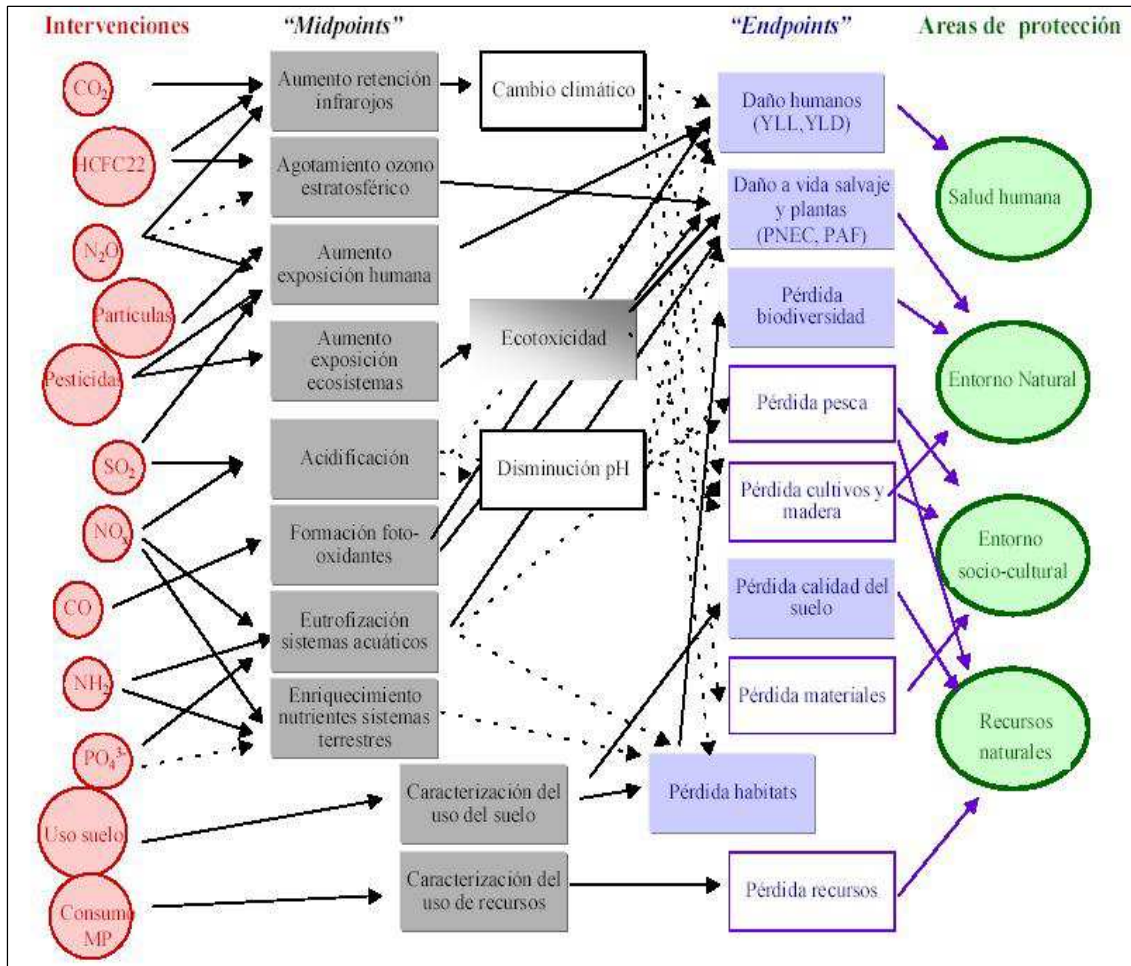 Intervenciones
“Midpoints”
“Endpoints”
Areas de protección
CO2
HCFC22
N2O
Partículas
Pesticidas
SO2
NOx
CO
NH2
PO4 3-
Uso suelo
Consumo
MP
Aumento retención
infrarojos
Agotamiento ozono
estratosférico
Aumento
exposición humana
Aumento
exposición
ecosistemas
Acidificación
Formación foto-
oxidantes
Eutrofización
sistemas acuáticos
Enriquecimiento
nutrientes sistemas
terrestres
Caracterización del
uso del suelo
Caracterización del
uso de recursos
Cambio climático
Ecotoxicidad
Disminución pH
Daño humanos
(YLL,YLD)
Daño a vida salvaje
y plantas
(PNEC, PAF)
Pérdida
biodiversidad
Pérdida pesca
Pérdida cultivos y
madera
Pérdida calidad del
suelo
Pérdida materiales
Pérdida habitats
Pérdida recursos
Salud humana
Entorno Natural
Entorno
socio-cultural
Recursos
naturales